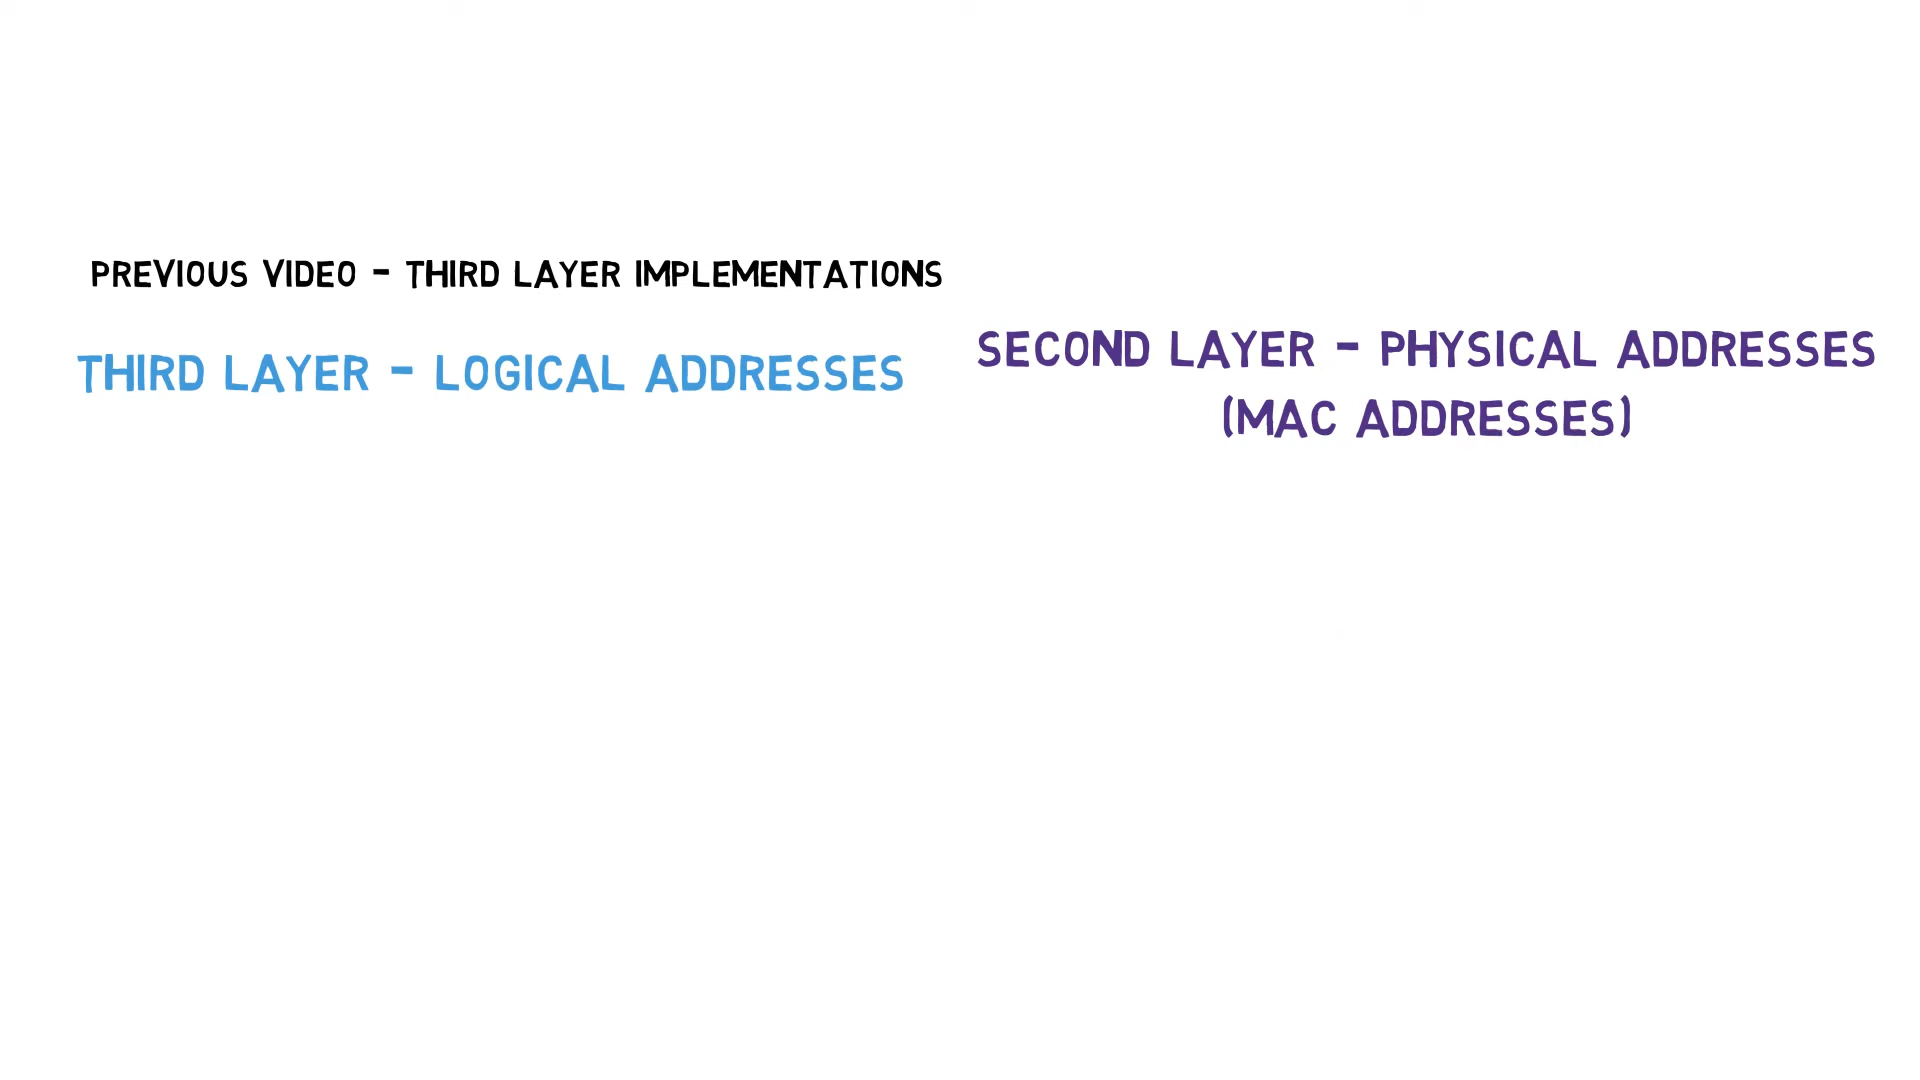 PREVIOUS VIDEO - THIRD LAYER IMPLEMENTATIONS
THIRD LAYER - LOGICAL ADDRESSES
SECOND LAYER - PHYSICAL ADDRESSES
(MAC ADDRESSES)